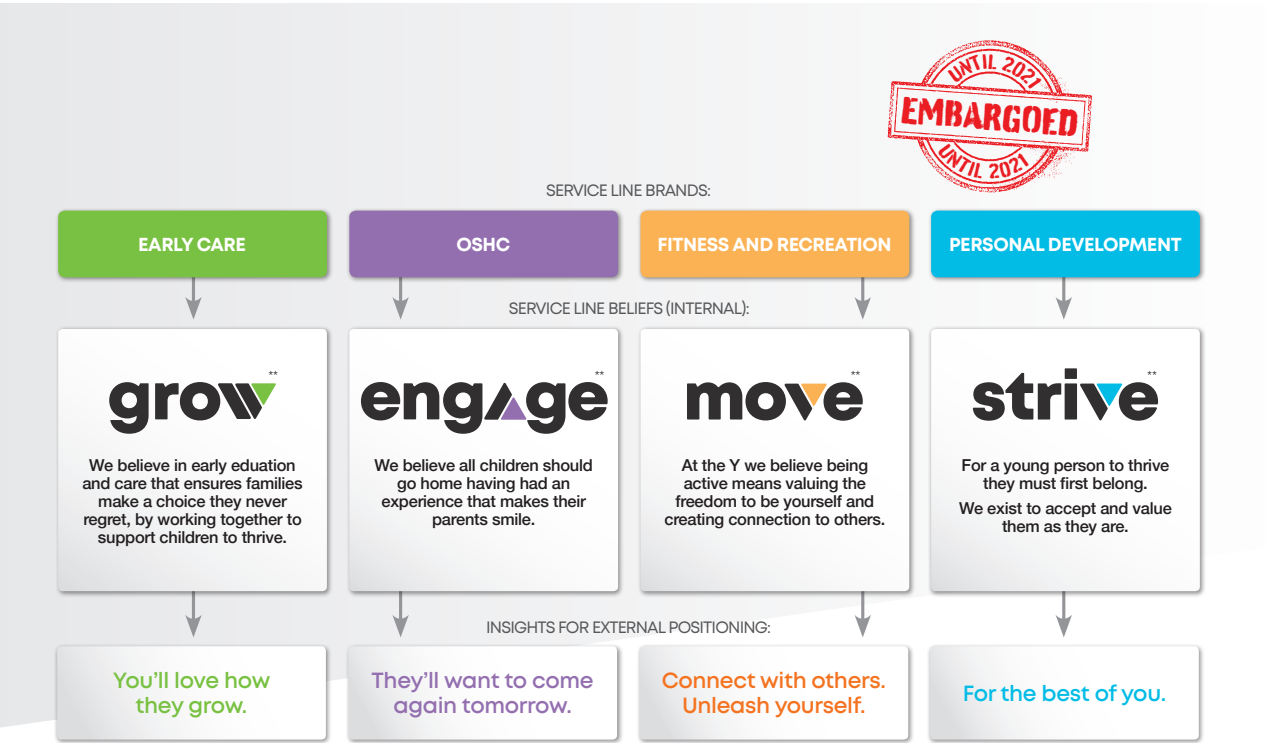 UNTIL 2021
EMBARGOED
UNTIL 2021
SERVICE LINE BRANDS:
EARLY CARE
OSHC
FITNESS AND RECREATION
PERSONAL DEVELOPMENT
SERVICE LINE BELIEFS (INTERNAL):
grow**
We believe in early eduation
and care that ensures families
make a choice they never
regret, by working together to
support children to thrive.
engage**
We believe all children should
go home having had an
experience that makes their
parents smile.
move**
At the Y we believe being
active means valuing the
freedom to be yourself and
creating connection to others.
strive**
For a young person to thrive
they must first belong.
We exist to accept and value
them as they are.
INSIGHTS FOR EXTERNAL POSITIONING:
You’ll love how
they grow.
They’ll want to come
again tomorrow.
Connect with others.
Unleash yourself.
For the best of you.